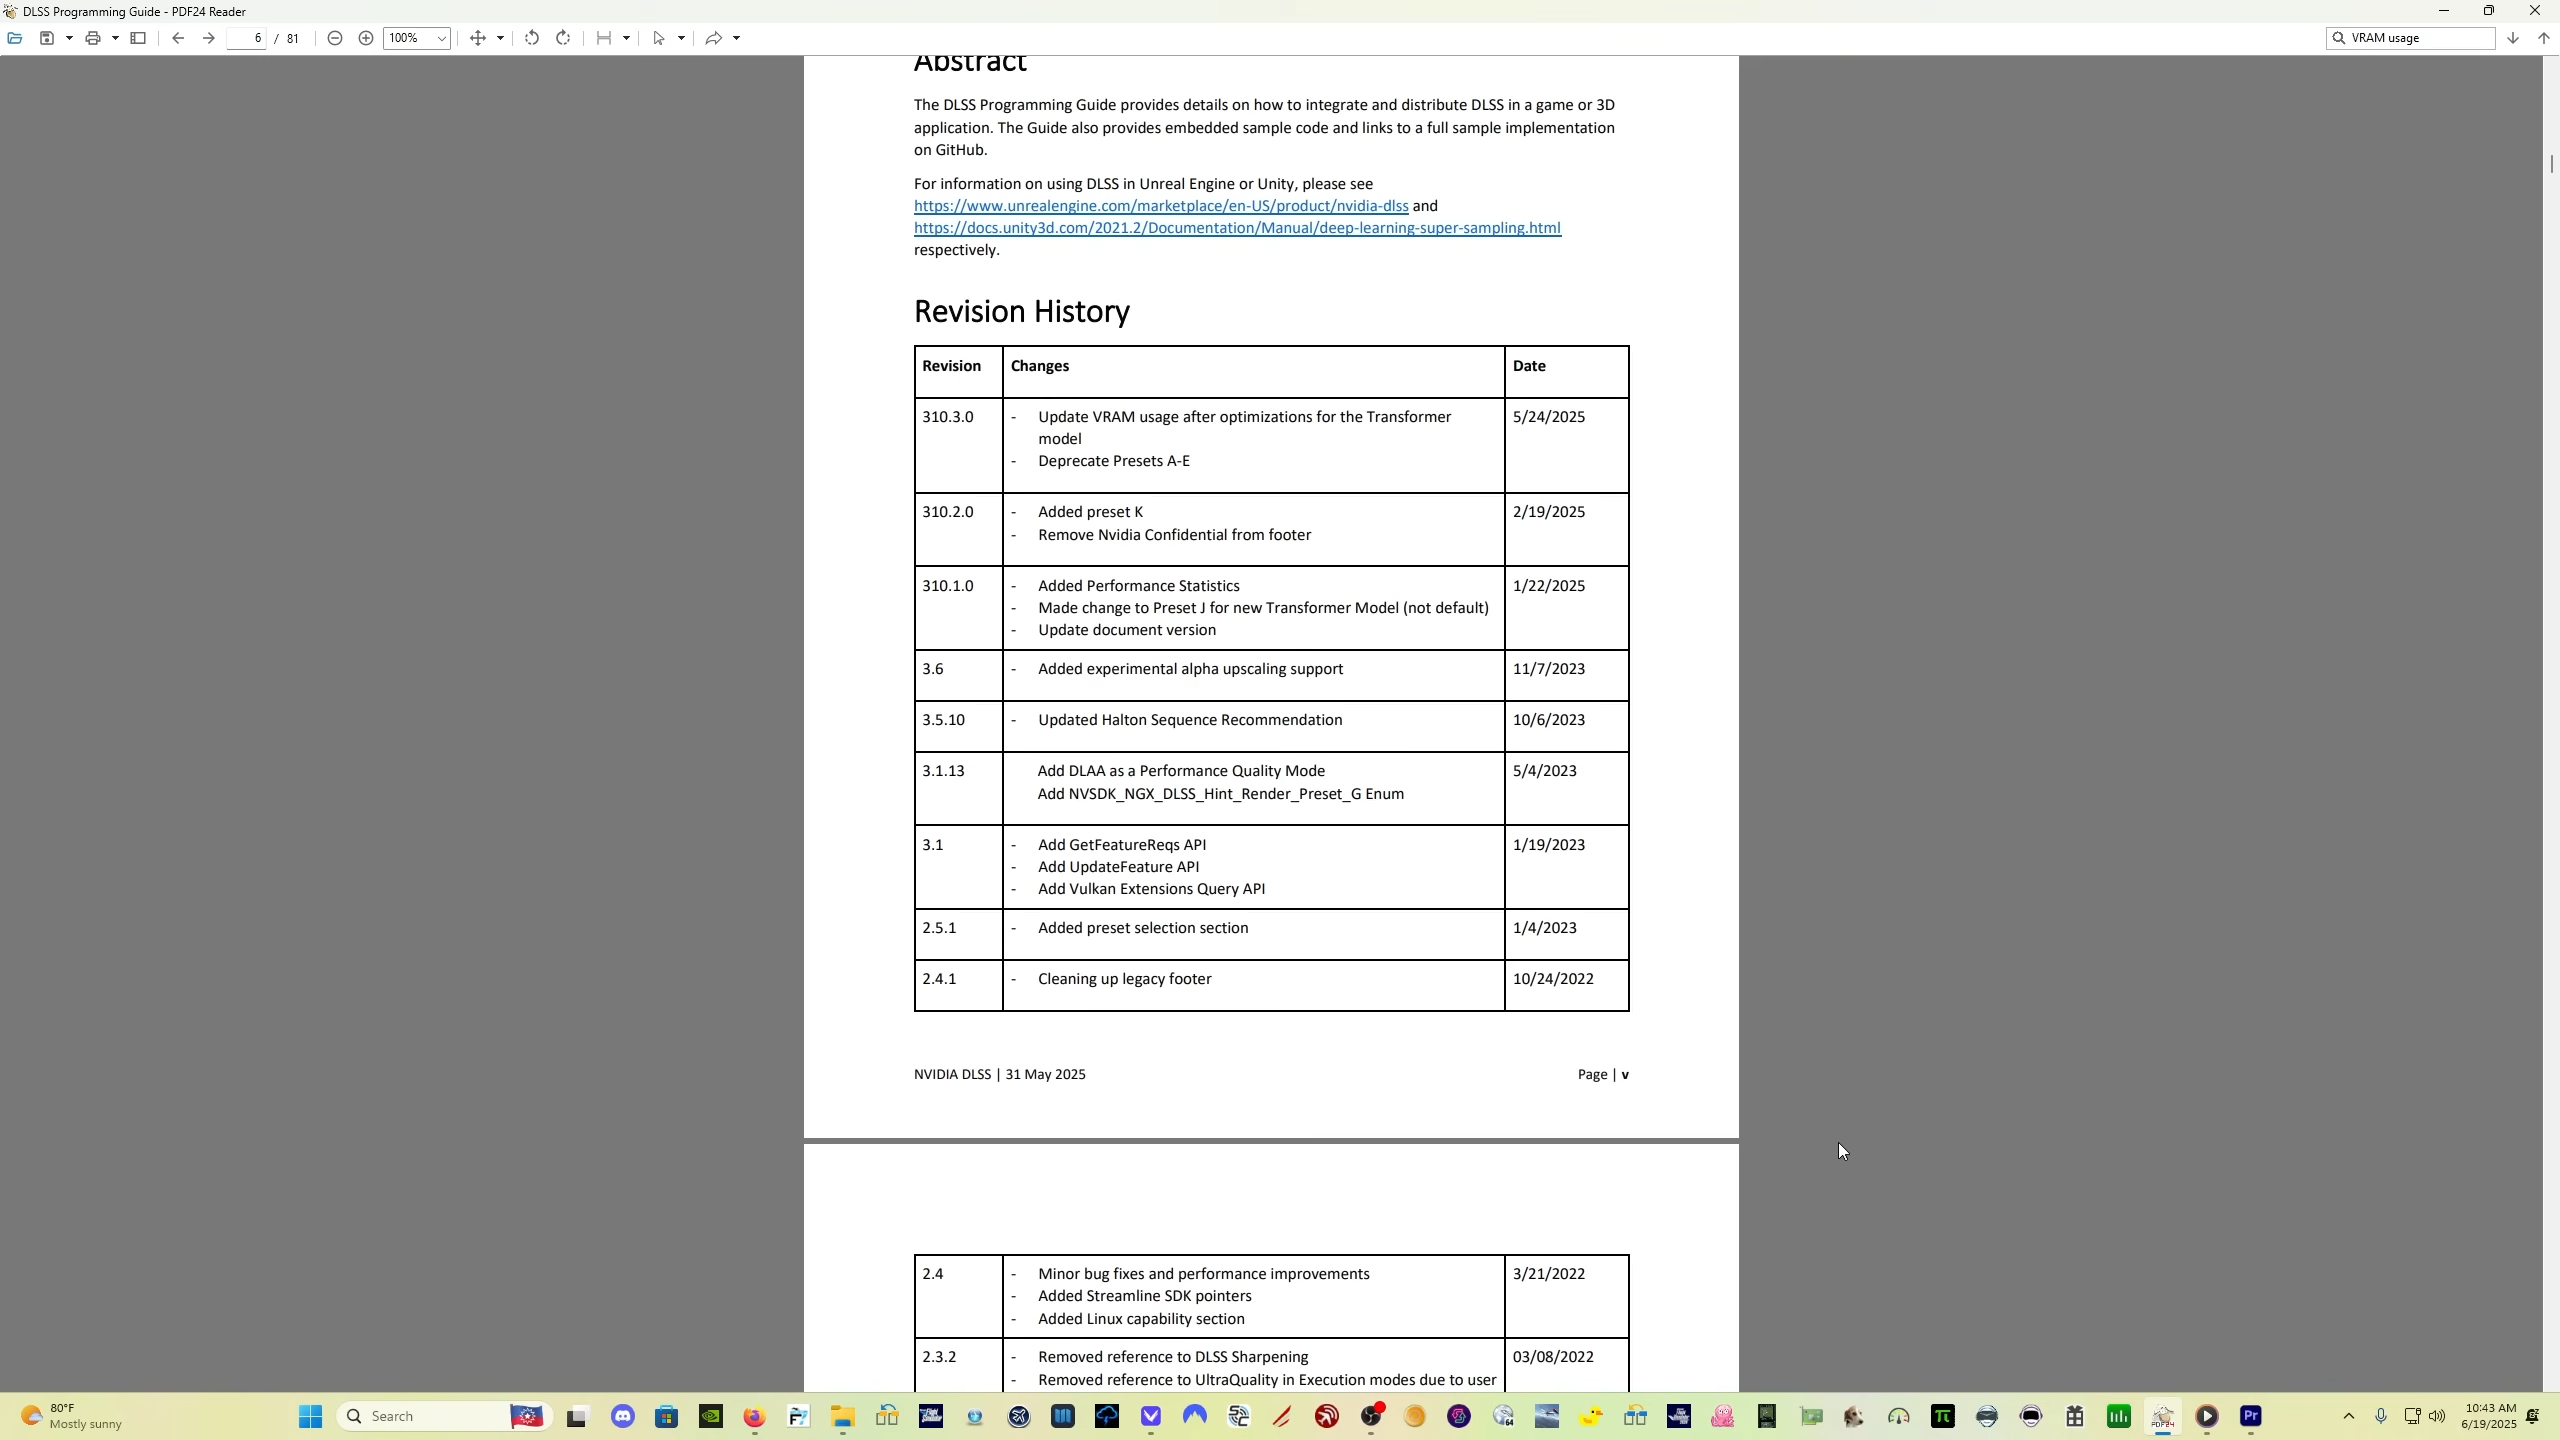 DLSS Programming Guide - PDF24 Reader
6 / 81
100%
VRAM usage
Abstract
The DLSS Programming Guide provides details on how to integrate and distribute DLSS in a game or 3D
application. The Guide also provides embedded sample code and links to a full sample implementation
on GitHub.
For information on using DLSS in Unreal Engine or Unity, please see
https://www.unrealengine.com/marketplace/en-US/product/nvidia-dlss and
https://docs.unity3d.com/2021.2/Documentation/Manual/deep-learning-super-sampling.html
respectively.
Revision History
Revision Changes Date
310.3.0 - Update VRAM usage after optimizations for the Transformer 5/24/2025
model
- Deprecate Presets A-E
310.2.0 - Added preset K 2/19/2025
- Remove Nvidia Confidential from footer
310.1.0 - Added Performance Statistics 1/22/2025
- Made change to Preset J for new Transformer Model (not default)
- Update document version
3.6 - Added experimental alpha upscaling support 11/7/2023
3.5.10 - Updated Halton Sequence Recommendation 10/6/2023
3.1.13 Add DLAA as a Performance Quality Mode 5/4/2023
Add NVSDK_NGX_DLSS_Hint_Render_Preset_G Enum
3.1 - Add GetFeatureReqs API 1/19/2023
- Add UpdateFeature API
- Add Vulkan Extensions Query API
2.5.1 - Added preset selection section 1/4/2023
2.4.1 - Cleaning up legacy footer 10/24/2022
NVIDIA DLSS | 31 May 2025 Page | v
2.4 - Minor bug fixes and performance improvements 3/21/2022
- Added Streamline SDK pointers
- Added Linux capability section
2.3.2 - Removed reference to DLSS Sharpening 03/08/2022
- Removed reference to UltraQuality in Execution modes due to user
80°F
Mostly sunny
Search
64
PDF24
Pr
10:43 AM
6/19/2025